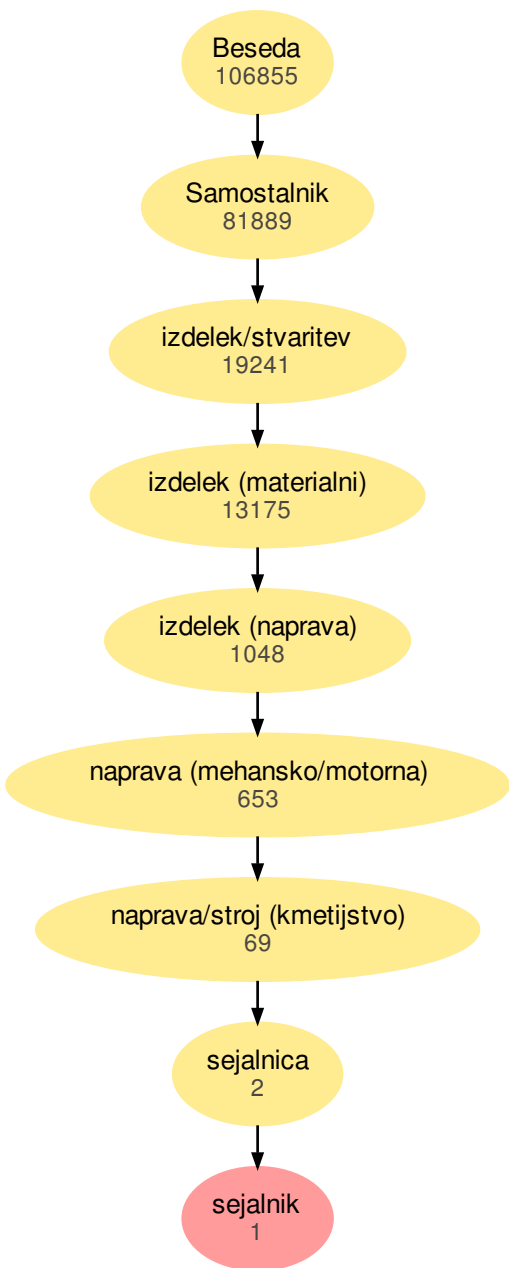 Beseda
106855
Samostalnik
81889
izdelek/stvaritev
19241
izdelek (materialni)
13175
izdelek (naprava)
1048
naprava (mehansko/motorna)
653
naprava/stroj (kmetijstvo)
69
sejalnica
2
sejalnik
1